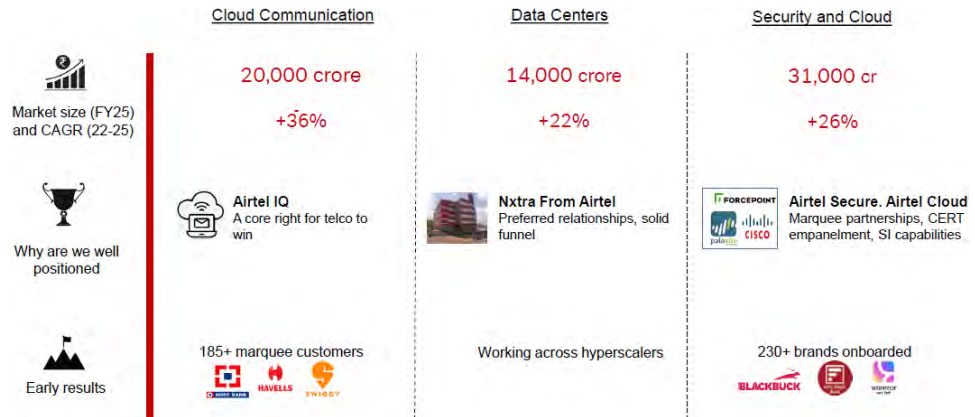 Cloud Communication
Data Centers
Security and Cloud
Market size (FY25)
and CAGR (22-25)
20,000 crore
14,000 crore
31,000 cr
+36%
+22%
+26%
Why are we well
positioned
Airtel IQ
A core right for telco to
win
Nxtra From Airtel
Preferred relationships, solid
funnel
FORCEPOINT
paloalto
CISCO
Airtel Secure. Airtel Cloud
Marquee partnerships, CERT
empanelment, SI capabilities
Early results
185+ marquee customers
HDFC BANK
HAVELLS
SWIGGY
Working across hyperscalers
230+ brands onboarded
BLACKBUCK